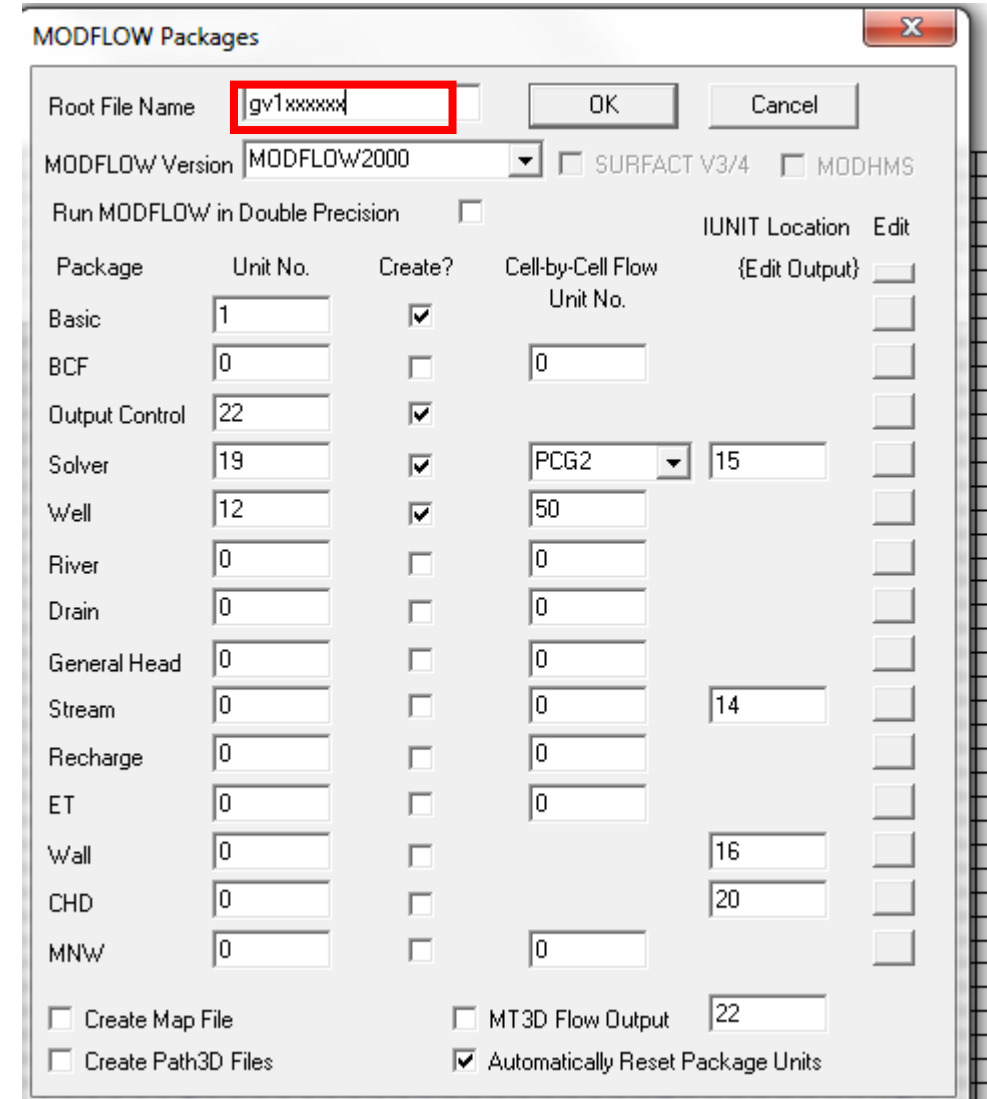 MODFLOW Packages
Root File Name gv1xxxxxx OK Cancel
MODFLOW Version MODFLOW2000 SURFACT V3/4 MODHMS
Run MODFLOW in Double Precision
IUNIT Location Edit
Package Unit No. Create? Cell-by-Cell Flow {Edit Output}
Unit No.
Basic 1
BCF 0 0
Output Control 22
Solver 19 PCG2 15
Well 12 50
River 0 0
Drain 0 0
General Head 0 0
Stream 0 0 14
Recharge 0 0
ET 0 0
Wall 0 16
CHD 0 20
MNW 0 0
Create Map File MT3D Flow Output 22
Create Path3D Files Automatically Reset Package Units